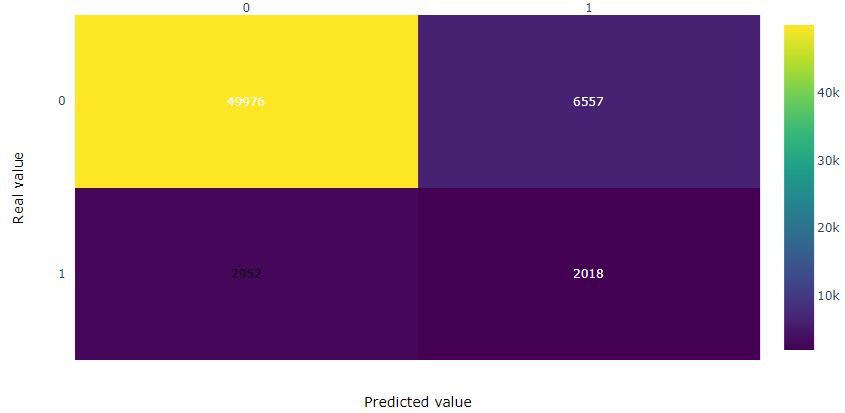 0 1
0 49976 6557
1 2952 2018
Real value
Predicted value
40k
30k
20k
10k